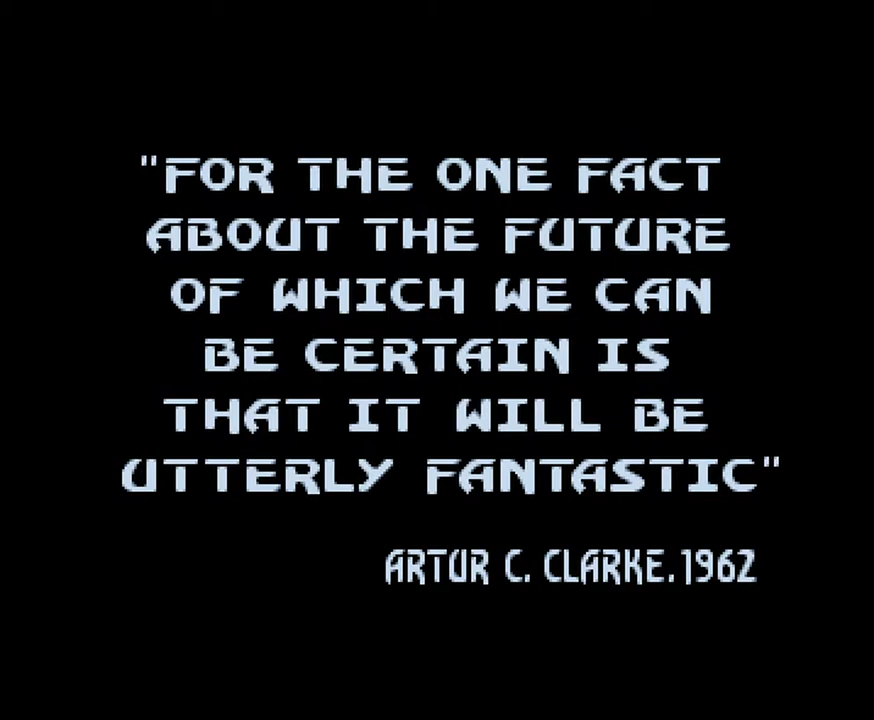 "FOR THE ONE FACT
ABOUT THE FUTURE
OF WHICH WE CAN
BE CERTAIN IS
THAT IT WILL BE
UTTERLY FANTASTIC"
ARTUR C. CLARKE.1962